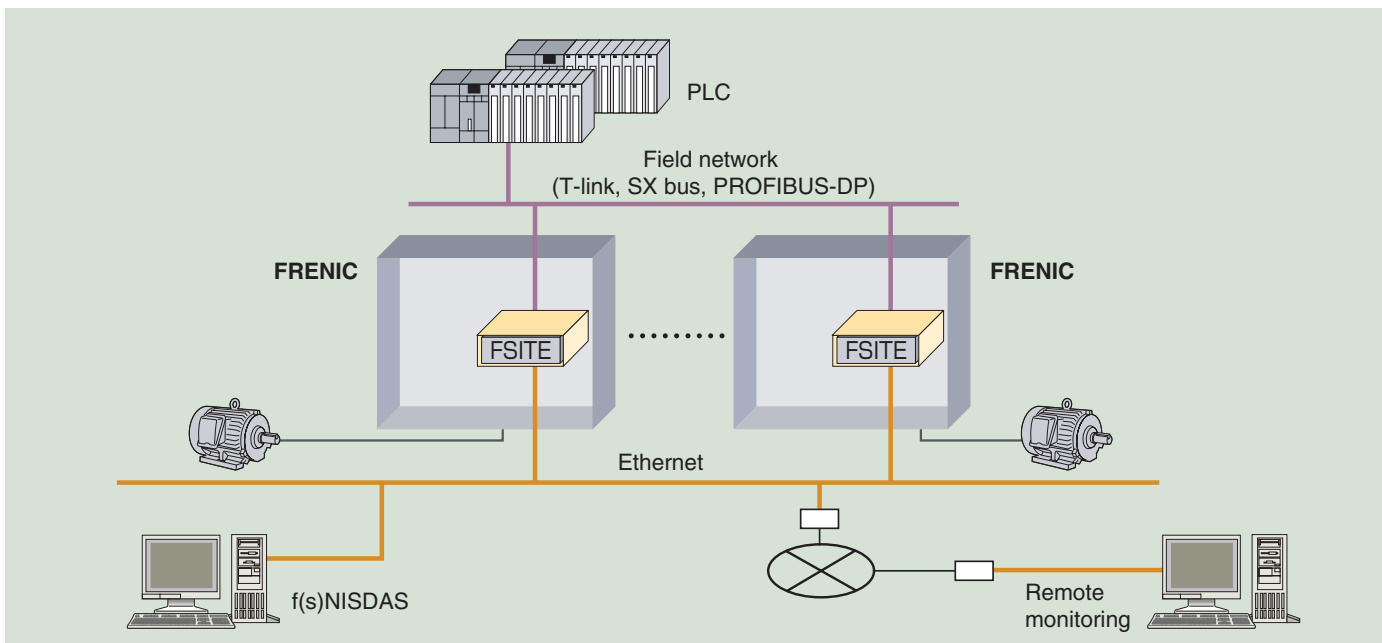 PLC
Field network
(T-link, SX bus, PROFIBUS-DP)
FRENIC
FRENIC
FSITE
FSITE
Ethernet
f(s)NISDAS
Remote
monitoring